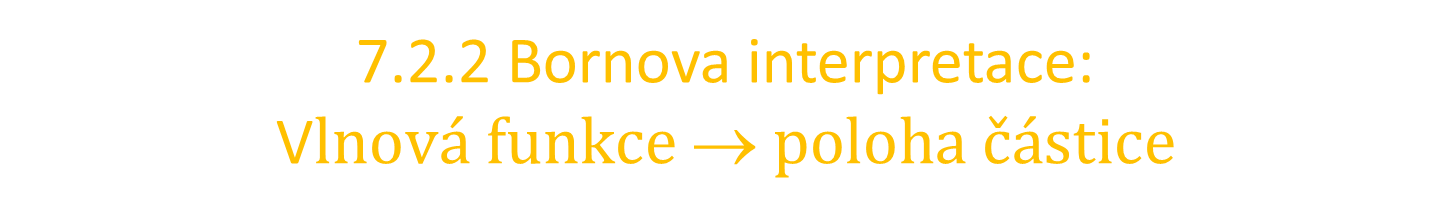 7.2.2 Bornova interpretace:
Vlnová funkce → poloha částice